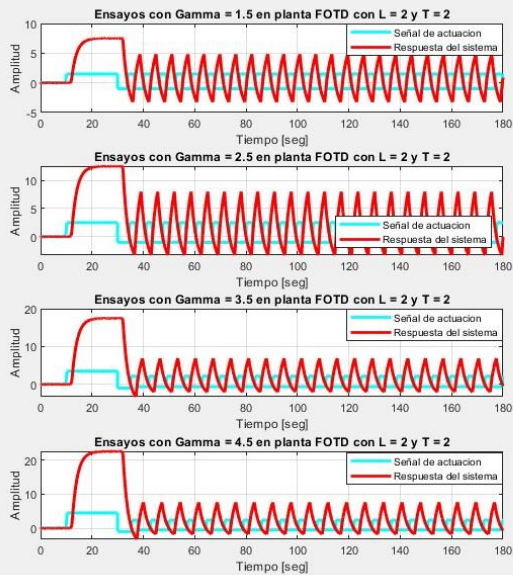 Ensayos con Gamma = 1.5 en planta FOTD con L = 2 y T = 2
Amplitud
10
5
0
-5
Señal de actuacion
Respuesta del sistema
0 20 40 60 80 100 120 140 160 180
Tiempo [seg]
Ensayos con Gamma = 2.5 en planta FOTD con L = 2 y T = 2
Amplitud
10
5
0
Señal de actuacion
Respuesta del sistema
0 20 40 60 80 100 120 140 160 180
Tiempo [seg]
Ensayos con Gamma = 3.5 en planta FOTD con L = 2 y T = 2
Amplitud
20
10
0
Señal de actuacion
Respuesta del sistema
0 20 40 60 80 100 120 140 160 180
Tiempo [seg]
Ensayos con Gamma = 4.5 en planta FOTD con L = 2 y T = 2
Amplitud
20
10
0
Señal de actuacion
Respuesta del sistema
0 20 40 60 80 100 120 140 160 180
Tiempo [seg]